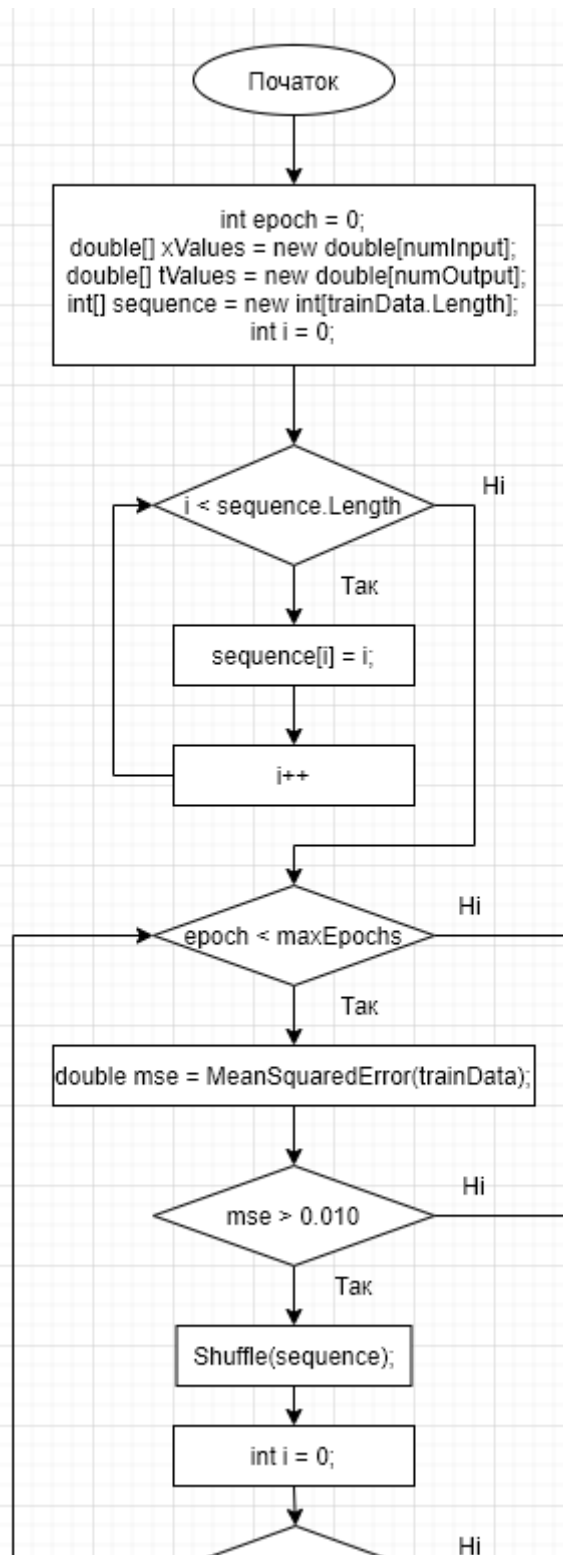 Початок
int epoch = 0;
double[] xValues = new double[numInput];
double[] tValues = new double[numOutput];
int[] sequence = new int[trainData.Length];
int i = 0;
i < sequence.Length
Ні
Так
sequence[i] = i;
i++
epoch < maxEpochs
Ні
Так
double mse = MeanSquaredError(trainData);
mse > 0.010
Ні
Так
Shuffle(sequence);
int i = 0;
Ні